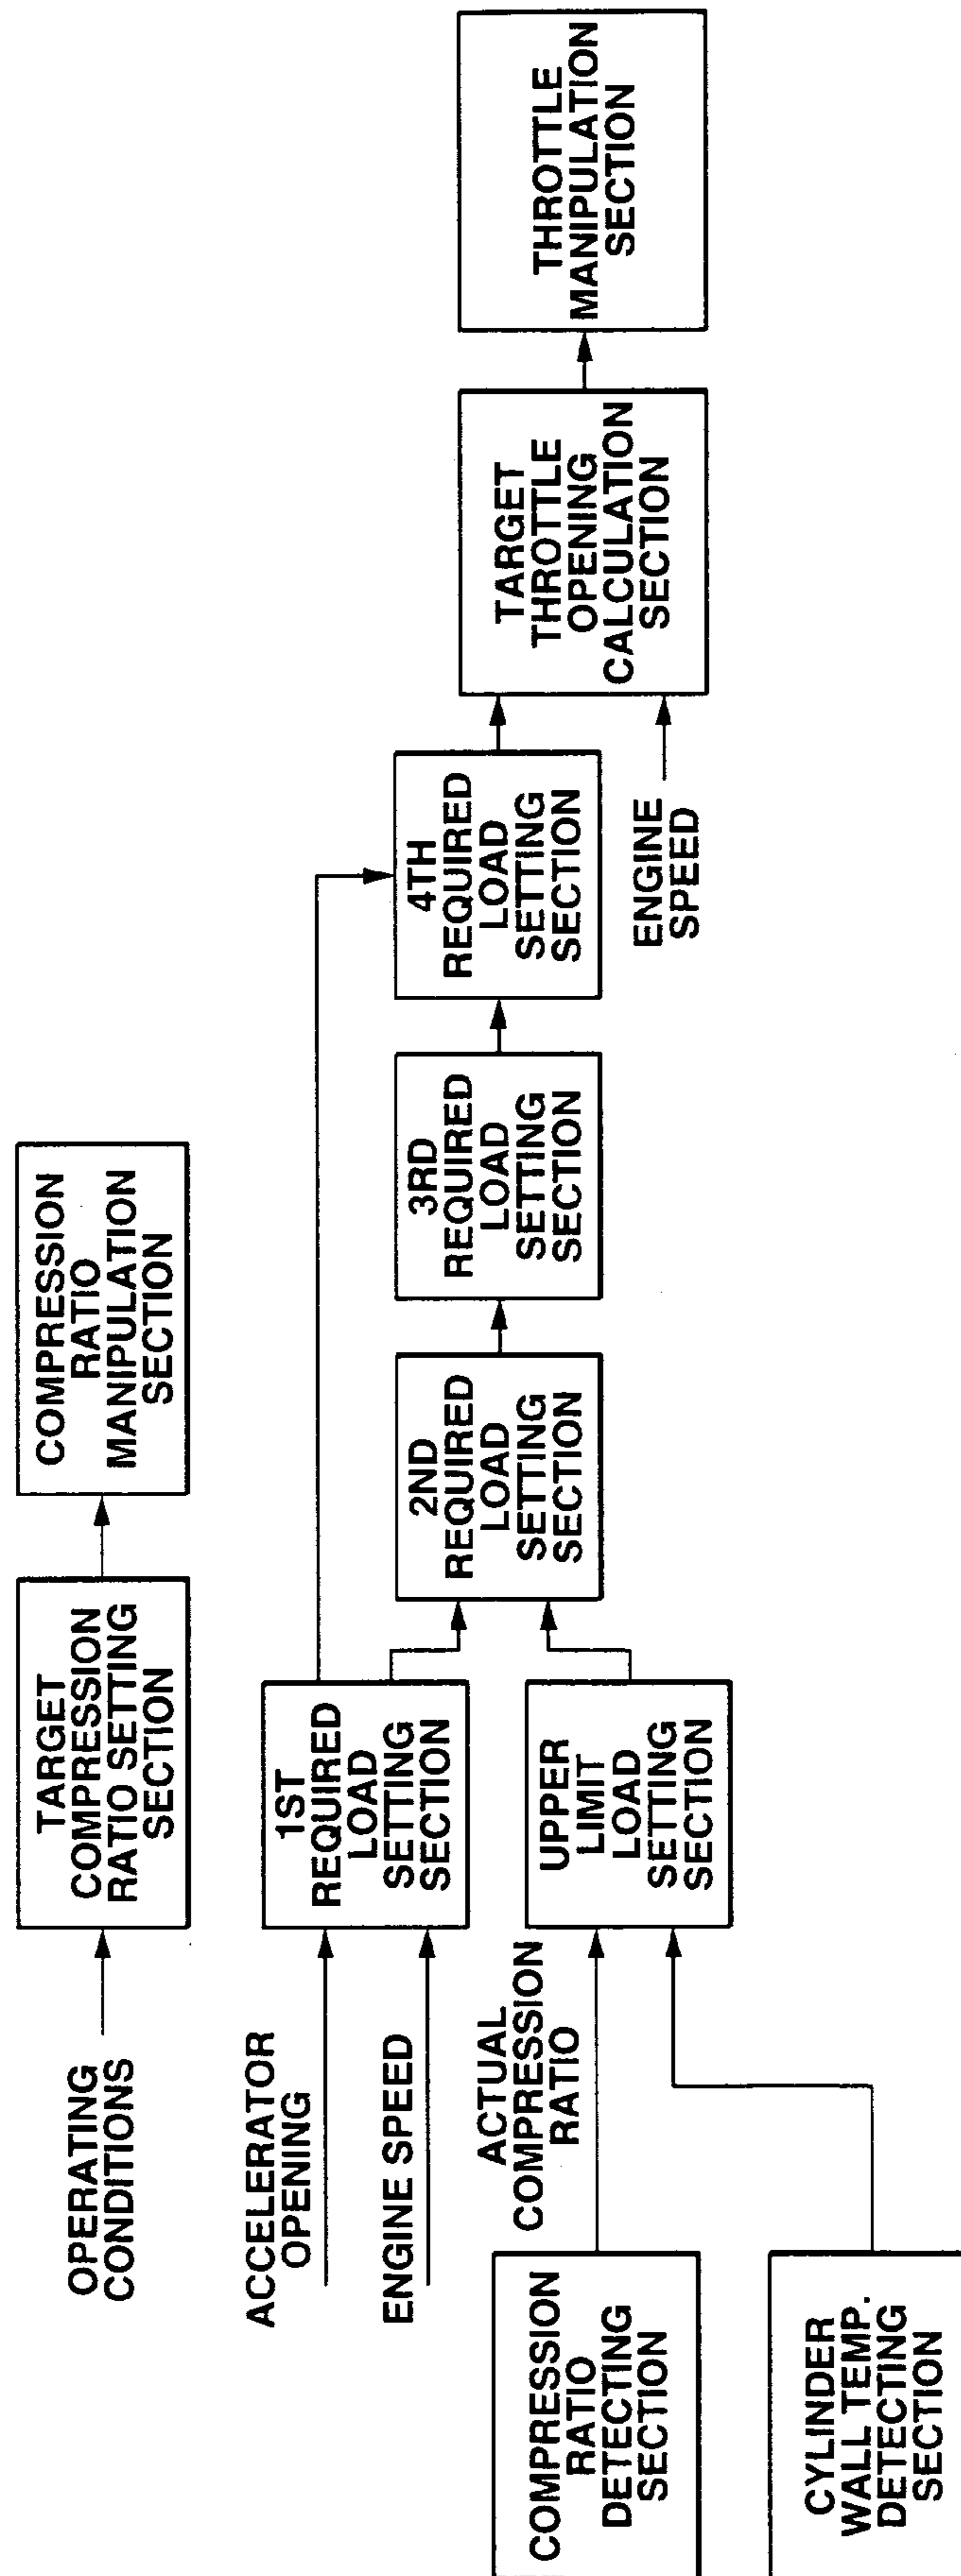 OPERATING
CONDITIONS
TARGET
COMPRESSION
RATIO SETTING
SECTION
COMPRESSION
RATIO
MANIPULATION
SECTION
ACCELERATOR
OPENING
ENGINE SPEED
1ST
REQUIRED
LOAD
SETTING
SECTION
COMPRESSION
RATIO
DETECTING
SECTION
ACTUAL
COMPRESSION
RATIO
CYLINDER
WALL TEMP.
DETECTING
SECTION
UPPER
LIMIT
LOAD
SETTING
SECTION
2ND
REQUIRED
LOAD
SETTING
SECTION
3RD
REQUIRED
LOAD
SETTING
SECTION
4TH
REQUIRED
LOAD
SETTING
SECTION
ENGINE
SPEED
TARGET
THROTTLE
OPENING
CALCULATION
SECTION
THROTTLE
MANIPULATION
SECTION